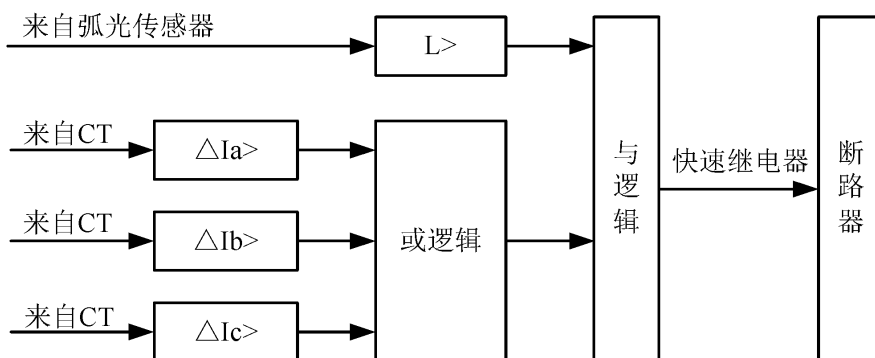 来自弧光传感器
L>
来自CT
△Ia>
来自CT
△Ib>
来自CT
△Ic>
或逻辑
与逻辑
快速继电器
断路器